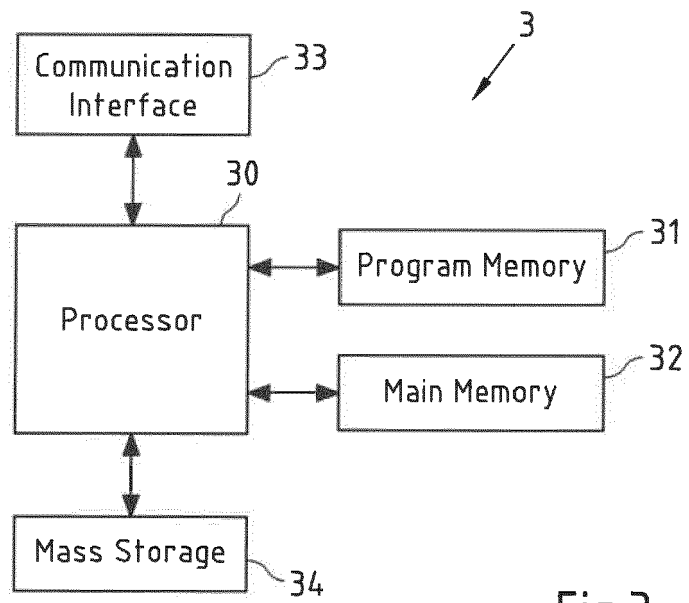 3
Communication
Interface
33
30
Processor
Program Memory
31
Main Memory
32
Mass Storage
34